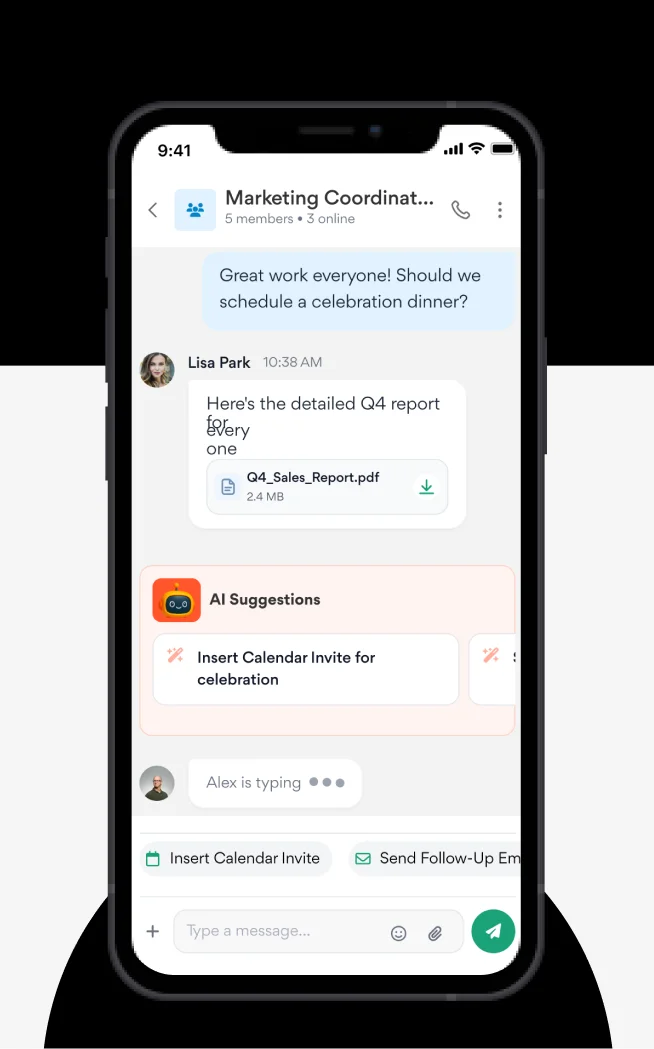 9:41
Marketing Coordinat...
5 members • 3 online
Great work everyone! Should we
schedule a celebration dinner?
Lisa Park 10:38 AM
Here's the detailed Q4 report
for
every
one
Q4_Sales_Report.pdf
2.4 MB
AI Suggestions
Insert Calendar Invite for
celebration
Alex is typing
Insert Calendar Invite
Send Follow-Up Em
Type a message...